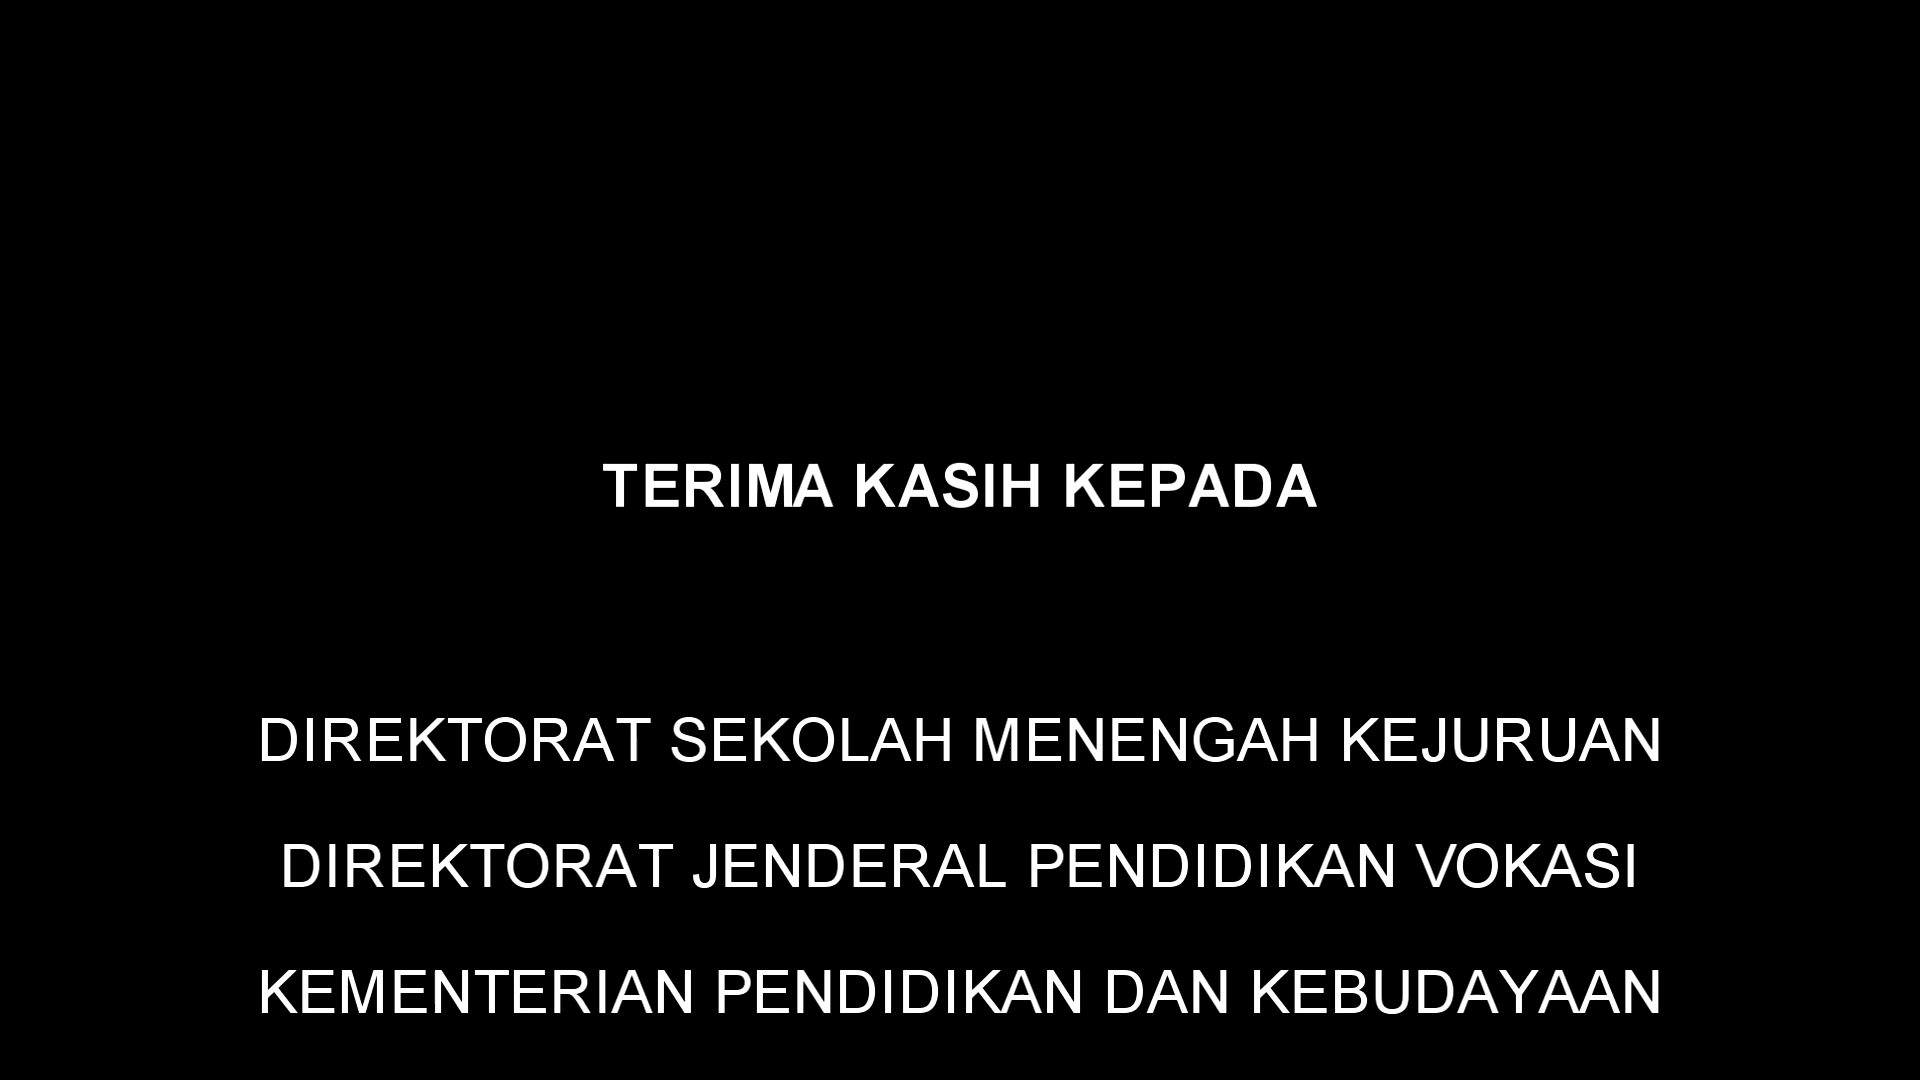 TERIMA KASIH KEPADA
DIREKTORAT SEKOLAH MENENGAH KEJURUAN
DIREKTORAT JENDERAL PENDIDIKAN VOKASI
KEMENTERIAN PENDIDIKAN DAN KEBUDAYAAN